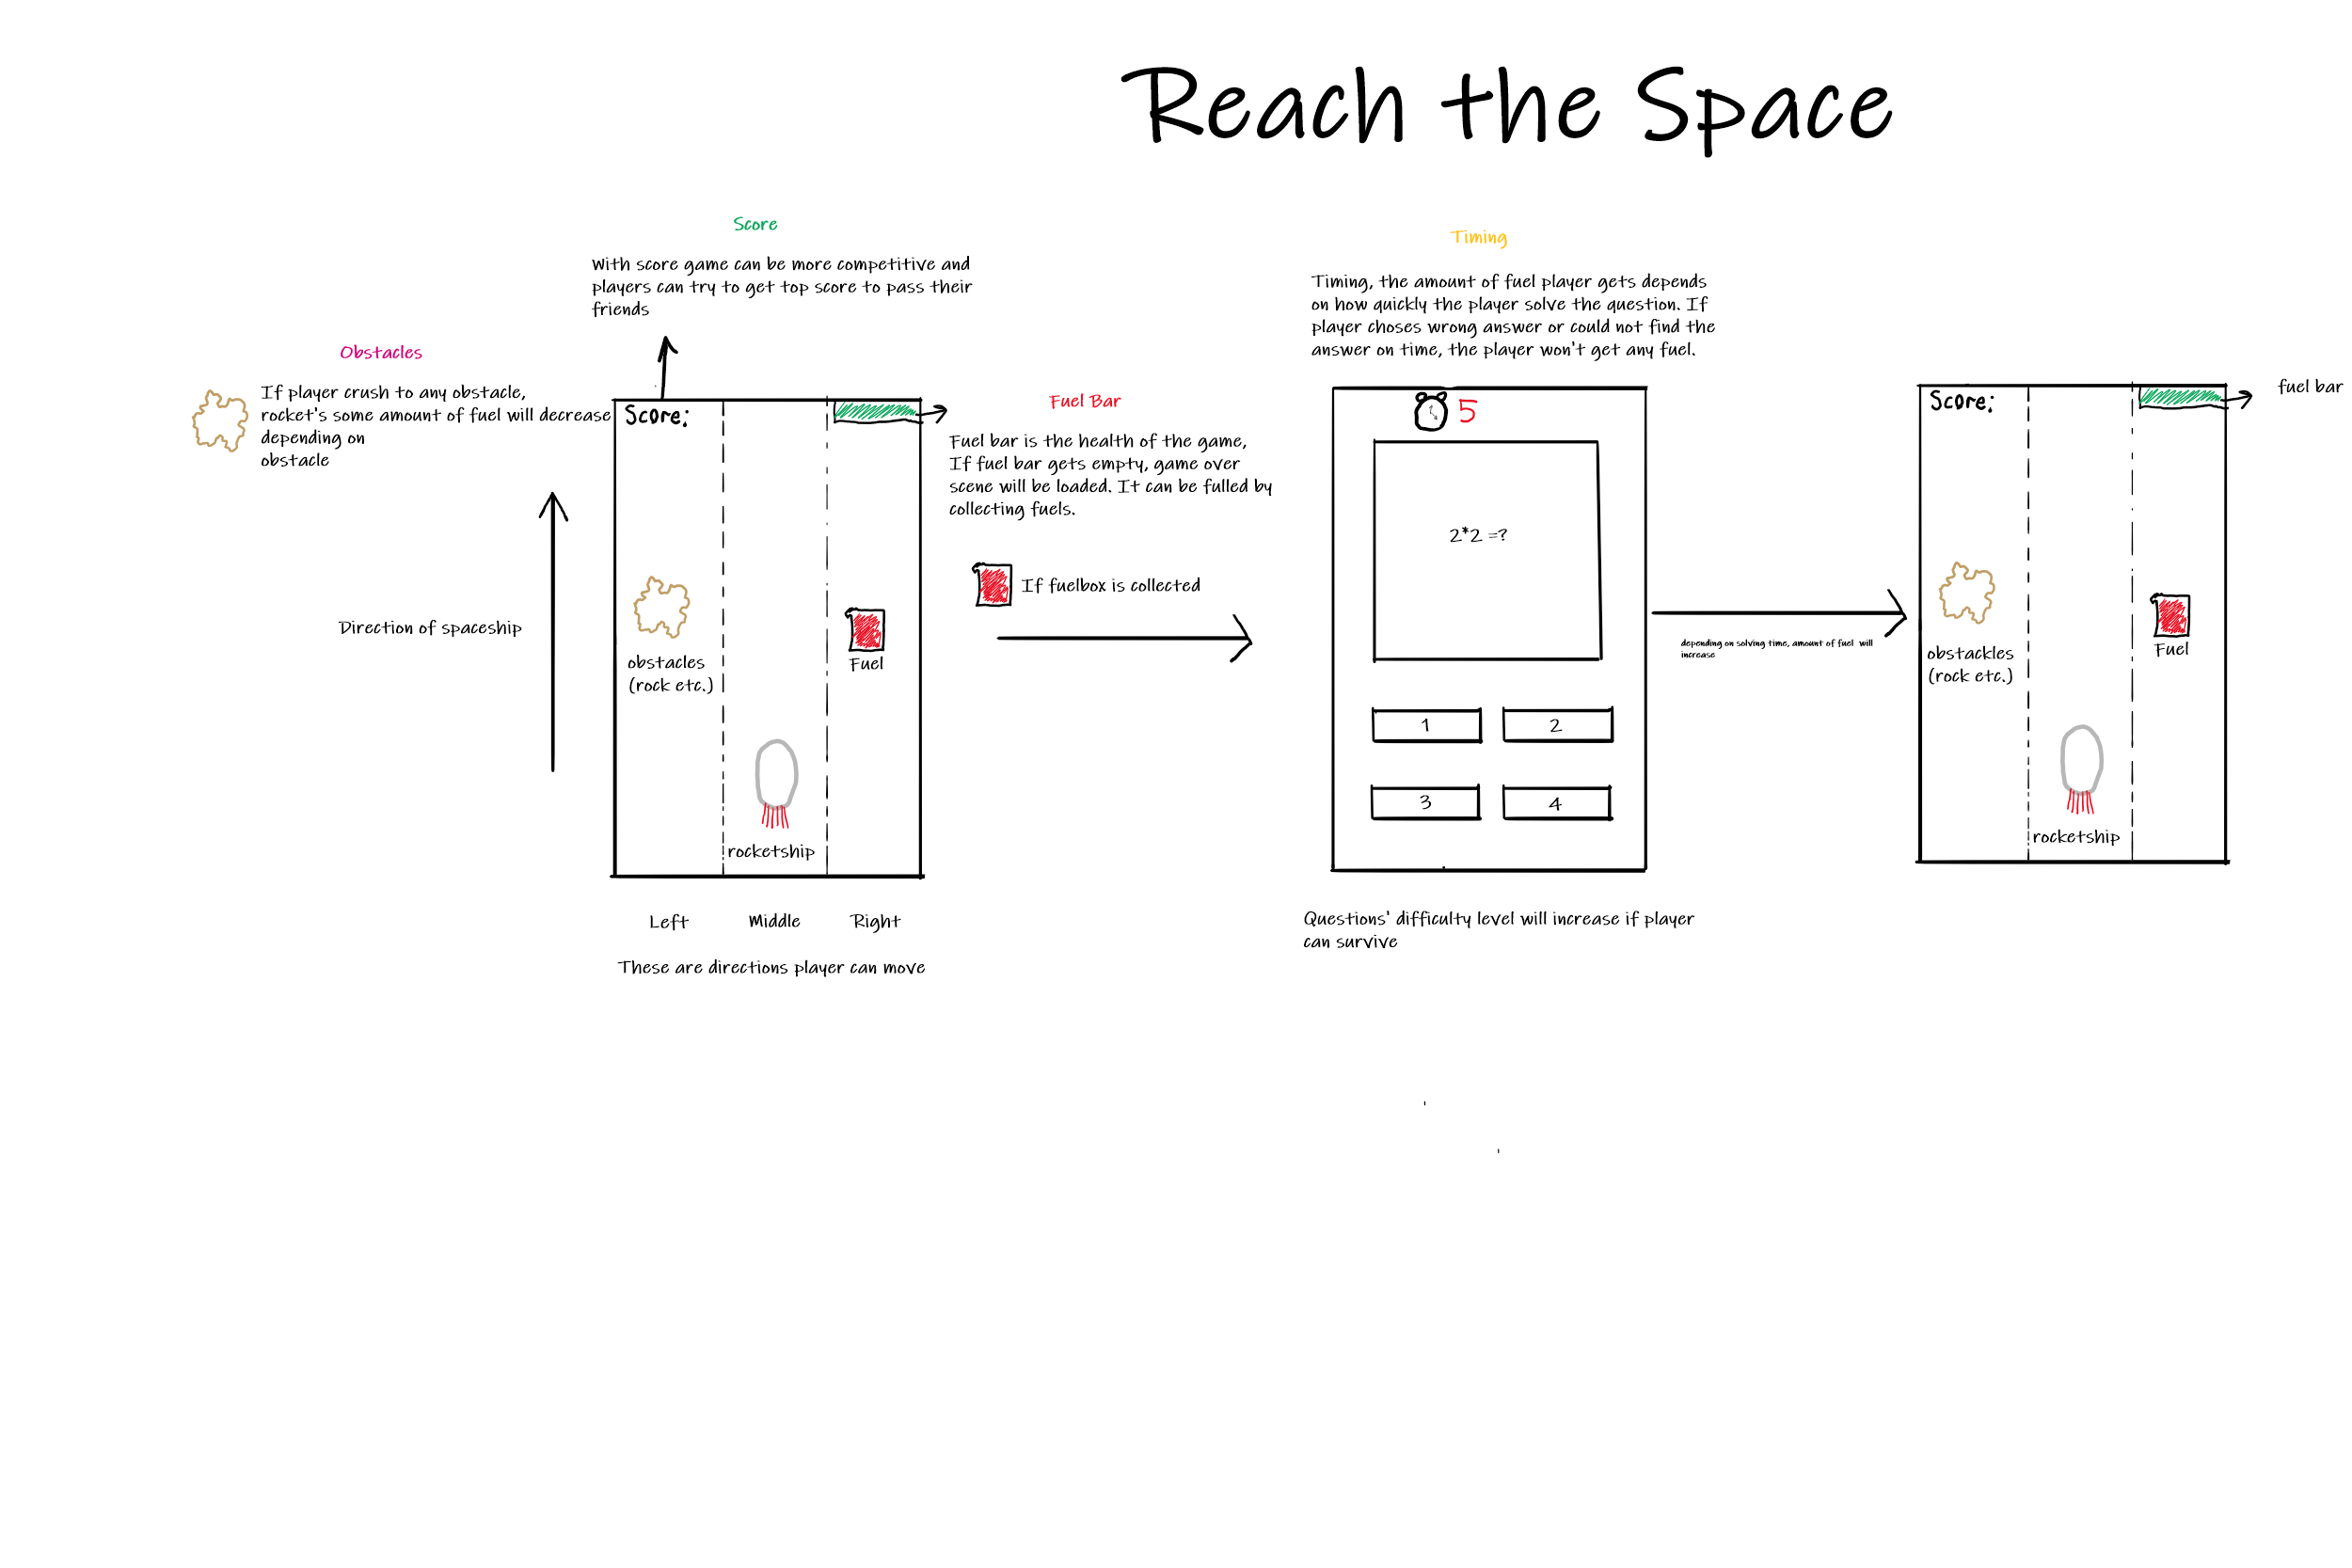 Reach the Space
Score
With score game can be more competitive and
players can try to get top score to pass their
friends
Obstacles
If player crush to any obstacle,
rocket's some amount of fuel will decrease
depending on
obstacle
Direction of spaceship
Score:
obstacles
(rock etc.)
Fuel
rocketship
Left Middle Right
These are directions player can move
Fuel Bar
Fuel bar is the health of the game,
If fuel bar gets empty, game over
scene will be loaded. It can be fulled by
collecting fuels.
If fuelbox is collected
Timing
Timing, the amount of fuel player gets depends
on how quickly the player solve the question. If
player choses wrong answer or could not find the
answer on time, the player won't get any fuel.
5
2*2 =?
1 2
3 4
Questions' difficulty level will increase if player
can survive
depending on solving time, amount of fuel will
increase
Score:
fuel bar
obstackles
(rock etc.)
Fuel
rocketship